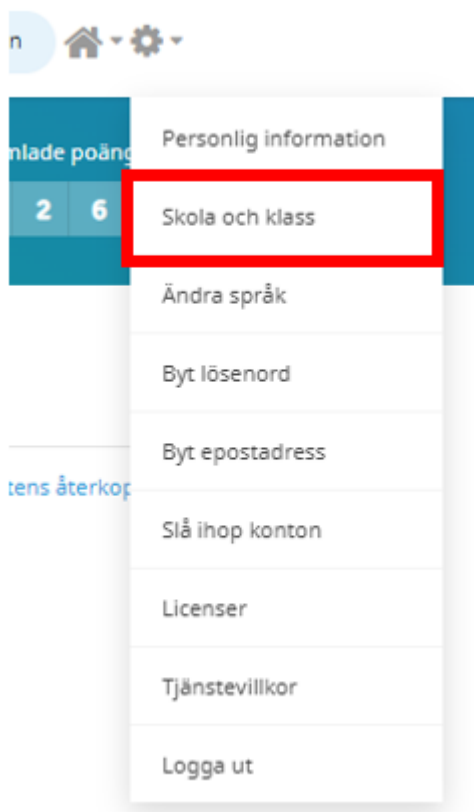 n
mlade poäng
2 6
Personlig information
Skola och klass
Ändra språk
Byt lösenord
Byt epostadress
tens återkop
Slå ihop konton
Licenser
Tjänstevillkor
Logga ut